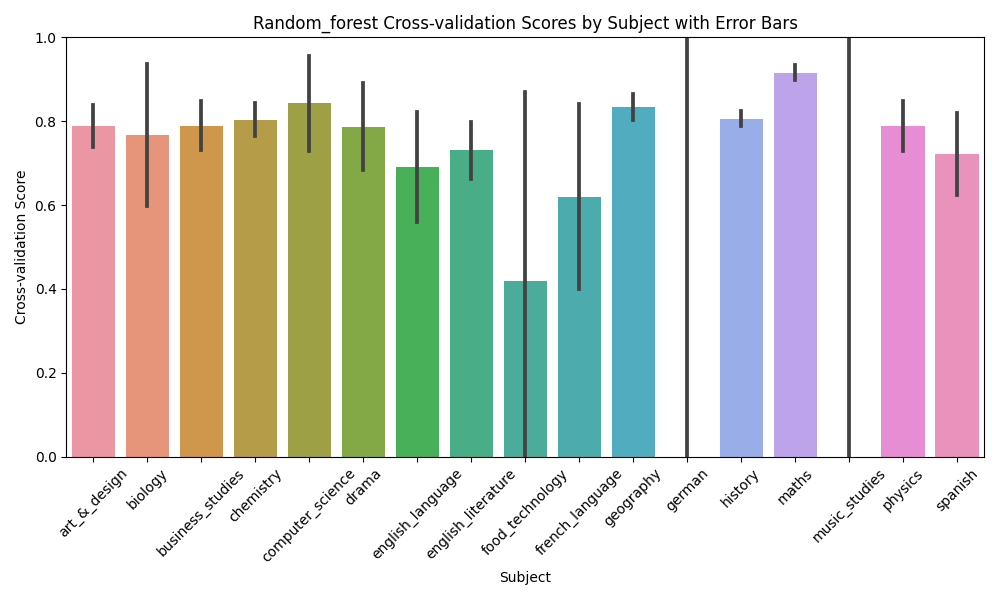 Random_forest Cross-validation Scores by Subject with Error Bars
Cross-validation Score
1.0
0.8
0.6
0.4
0.2
0.0
art_&_design
biology
business_studies
chemistry
computer_science
drama
english_language
english_literature
food_technology
french_language
geography
german
history
maths
music_studies
physics
spanish
Subject